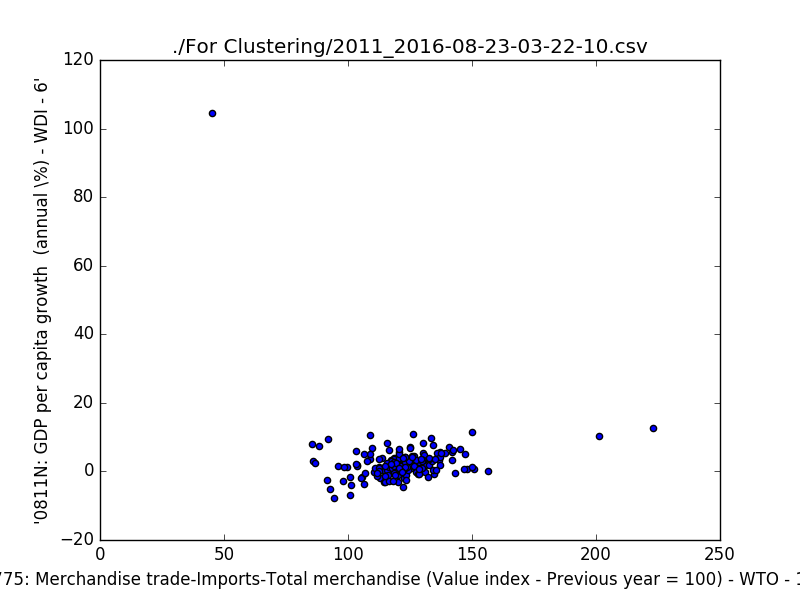 ./For Clustering/2011_2016-08-23-03-22-10.csv
'0811N: GDP per capita growth  (annual \%) - WDI - 6'
120
100
80
60
40
20
0
−20
0 50 100 150 200 250
775: Merchandise trade-Imports-Total merchandise (Value index - Previous year = 100) - WTO - 1